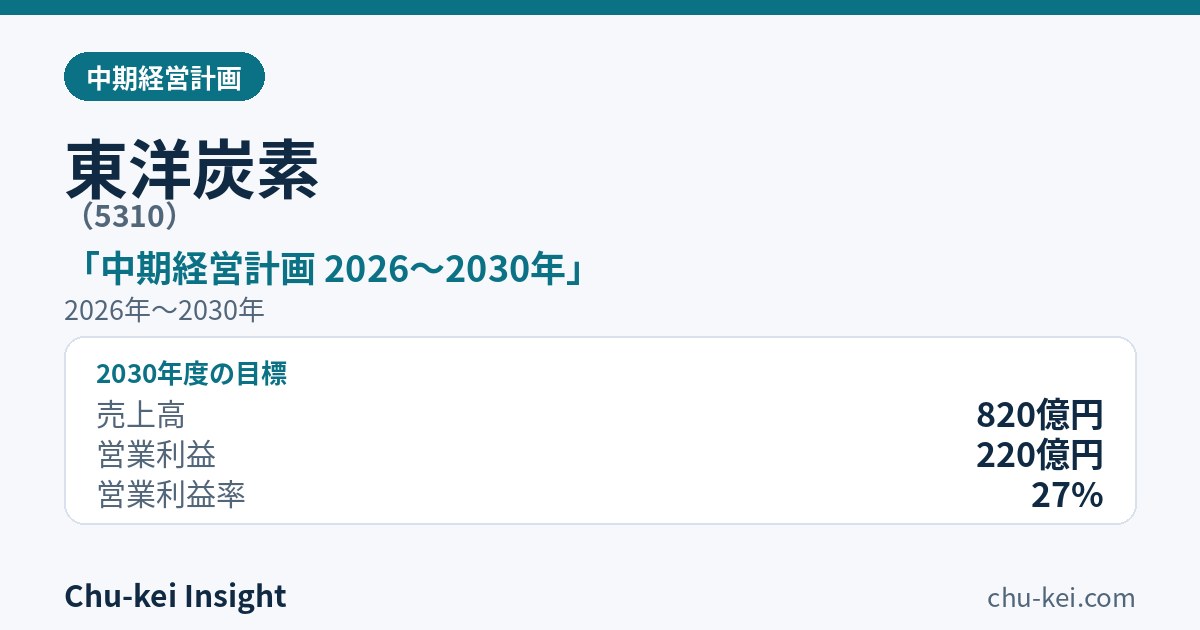 中期経営計画
東洋炭素
（5310）
「中期経営計画 2026～2030年」
2026年～2030年
2030年度の目標
売上高 820億円
営業利益 220億円
営業利益率 27%
Chu-kei Insight chu-kei.com